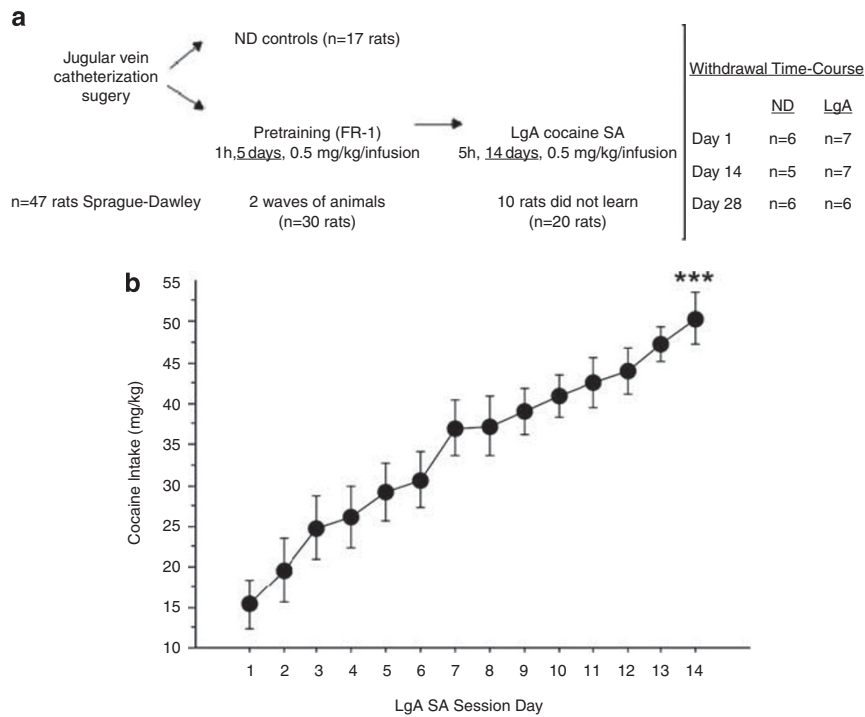 a
ND controls (n=17 rats)
Jugular vein
catheterization
sugery
Pretraining (FR-1)
1h,5 days, 0.5 mg/kg/infusion
LgA cocaine SA
5h, 14 days, 0.5 mg/kg/infusion
n=47 rats Sprague-Dawley
2 waves of animals
(n=30 rats)
10 rats did not learn
(n=20 rats)
Withdrawal Time-Course
ND LgA
Day 1 n=6 n=7
Day 14 n=5 n=7
Day 28 n=6 n=6
b
***
55
50
45
40
35
30
25
20
15
10
Cocaine Intake (mg/kg)
1 2 3 4 5 6 7 8 9 10 11 12 13 14
LgA SA Session Day